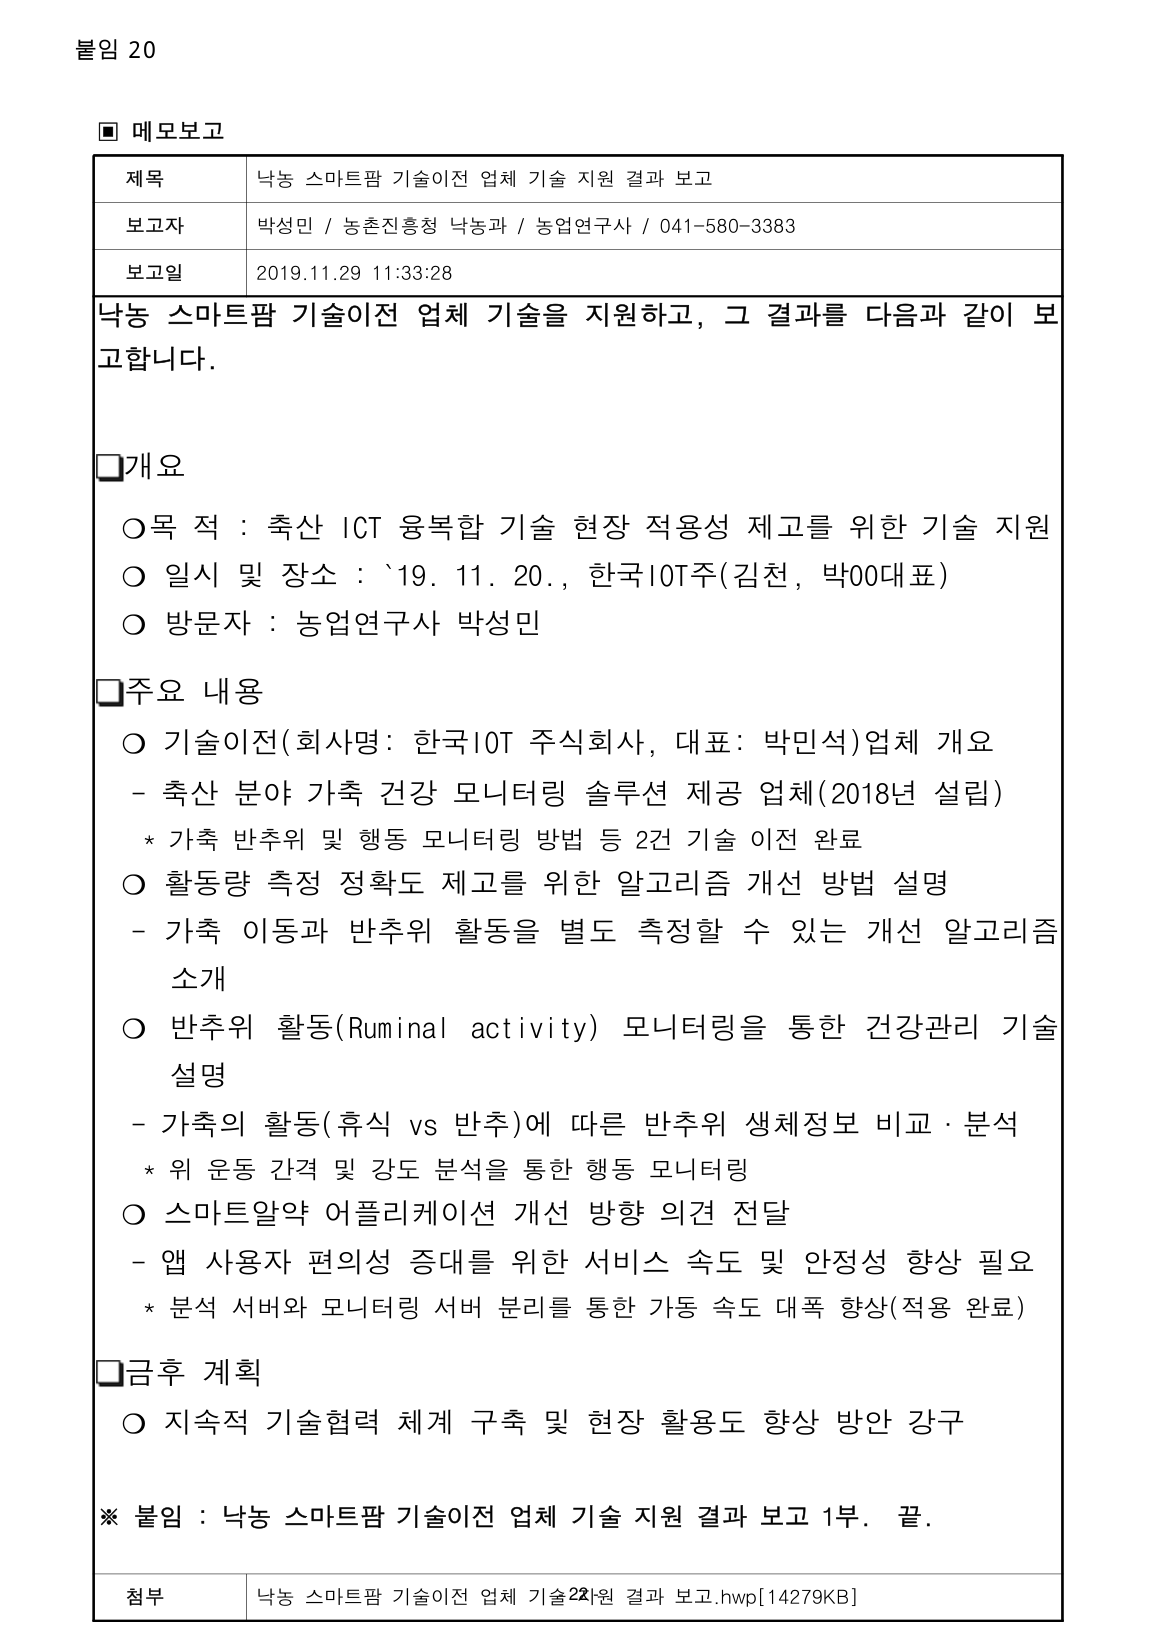 붙임 20
▣ 메모보고
제목 낙농 스마트팜 기술이전 업체 기술 지원 결과 보고
보고자 박성민 / 농촌진흥청 낙농과 / 농업연구사 / 041-580-3383
보고일 2019.11.29 11:33:28
낙농 스마트팜 기술이전 업체 기술을 지원하고, 그 결과를 다음과 같이 보
고합니다.
❏개요
❍목 적 : 축산 ICT 융복합 기술 현장 적용성 제고를 위한 기술 지원
❍ 일시 및 장소 : `19. 11. 20., 한국IOT주(김천, 박00대표)
❍ 방문자 : 농업연구사 박성민
❏주요 내용
❍ 기술이전(회사명: 한국IOT 주식회사, 대표: 박민석)업체 개요
- 축산 분야 가축 건강 모니터링 솔루션 제공 업체(2018년 설립)
* 가축 반추위 및 행동 모니터링 방법 등 2건 기술 이전 완료
❍ 활동량 측정 정확도 제고를 위한 알고리즘 개선 방법 설명
- 가축 이동과 반추위 활동을 별도 측정할 수 있는 개선 알고리즘
소개
❍ 반추위 활동(Ruminal activity) 모니터링을 통한 건강관리 기술
설명
- 가축의 활동(휴식 vs 반추)에 따른 반추위 생체정보 비교·분석
* 위 운동 간격 및 강도 분석을 통한 행동 모니터링
❍ 스마트알약 어플리케이션 개선 방향 의견 전달
- 앱 사용자 편의성 증대를 위한 서비스 속도 및 안정성 향상 필요
* 분석 서버와 모니터링 서버 분리를 통한 가동 속도 대폭 향상(적용 완료)
❏금후 계획
❍ 지속적 기술협력 체계 구축 및 현장 활용도 향상 방안 강구
※ 붙임 : 낙농 스마트팜 기술이전 업체 기술 지원 결과 보고 1부. 끝.
첨부 낙농 스마트팜 기술이전 업체 기술 지원 결과 보고.hwp[14279KB]
- 22 -